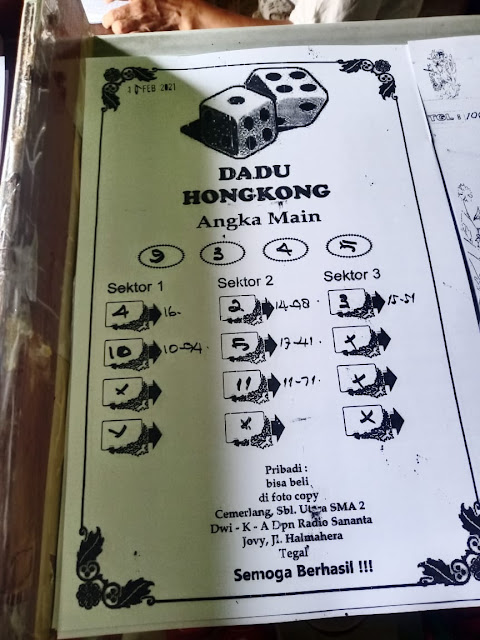 10 FEB 2021
DADU
HONGKONG
Angka Main
9 3 4 5
Sektor 1 Sektor 2 Sektor 3
4 16- 2 14-98. 3 15-51
10 10-94. 5 17-41 x
x 11 11-71. x
x x x
Pribadi :
bisa beli
di foto copy
Cemerlang, Sbl. Utara SMA 2
Dwi - K - A Dpn Radio Sananta
Jovy, Jl. Halmahera
Tegal
Semoga Berhasil !!!
TGL :